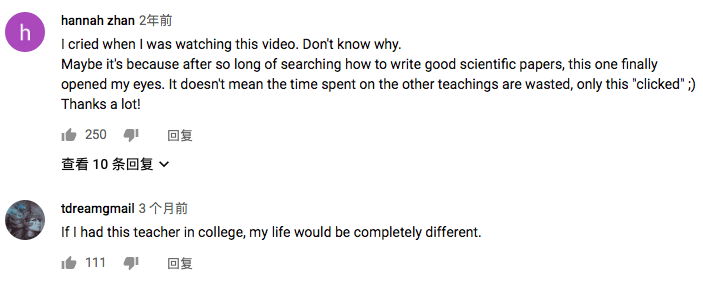 h
hannah zhan 2年前
I cried when I was watching this video. Don't know why.
Maybe it's because after so long of searching how to write good scientific papers, this one finally
opened my eyes. It doesn't mean the time spent on the other teachings are wasted, only this "clicked" ;)
Thanks a lot!
250 回复
查看 10 条回复
tdreamgmail 3 个月前
If I had this teacher in college, my life would be completely different.
111 回复